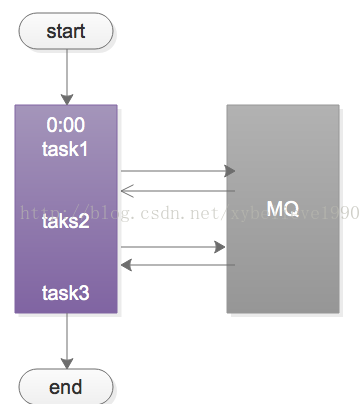 start
0:00
task1
taks2
task3
MQ
end